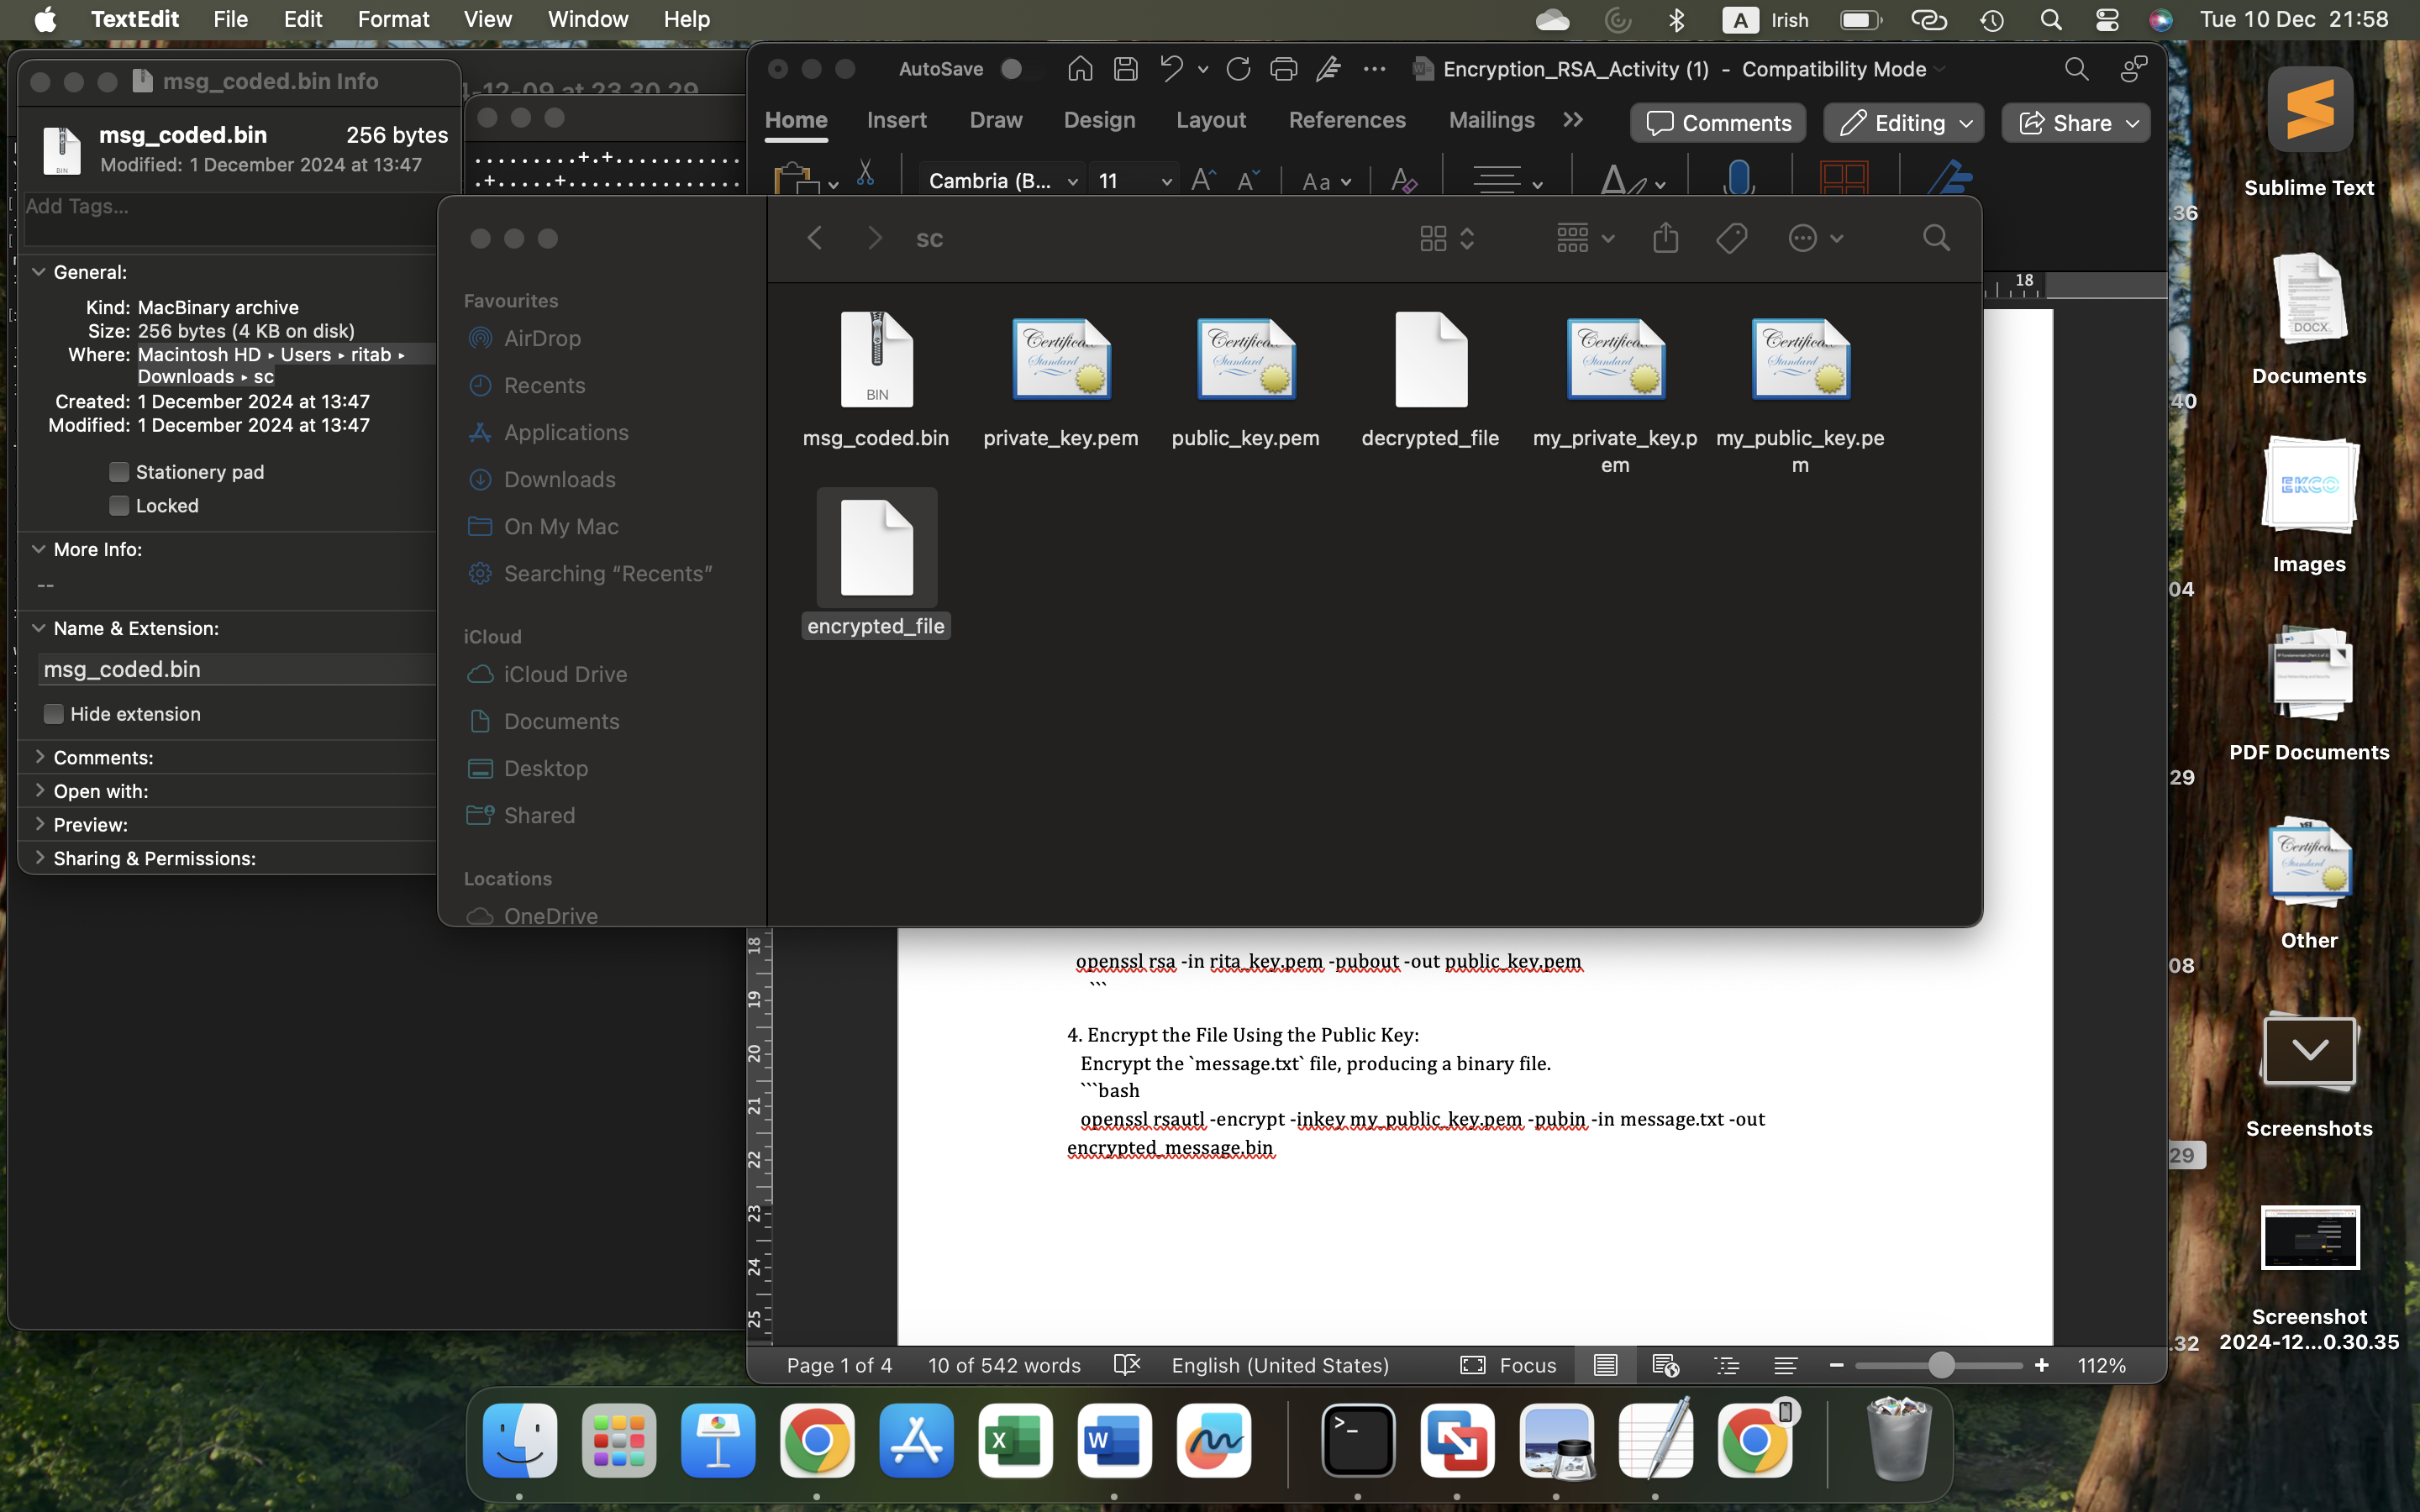 TextEdit File Edit Format View Window Help
A Irish
Tue 10 Dec 21:58
msg_coded.bin Info
msg_coded.bin 256 bytes
Modified: 1 December 2024 at 13:47
Add Tags...
General:
Kind: MacBinary archive
Size: 256 bytes (4 KB on disk)
Where: Macintosh HD ▸ Users ▸ ritab ▸
Downloads ▸ sc
Created: 1 December 2024 at 13:47
Modified: 1 December 2024 at 13:47
Stationery pad
Locked
More Info:
--
Name & Extension:
msg_coded.bin
Hide extension
Comments:
Open with:
Preview:
Sharing & Permissions:
4-12-09 at 23.30.29
........+.+...........
.+.....+...............
AutoSave
Encryption_RSA_Activity (1) - Compatibility Mode
Home Insert Draw Design Layout References Mailings
Comments Editing Share
Cambria (B... 11 Aa
sc
Favourites
AirDrop
Recents
Applications
Downloads
On My Mac
Searching “Recents”
iCloud
iCloud Drive
Documents
Desktop
Shared
Locations
OneDrive
BIN
msg_coded.bin
private_key.pem
public_key.pem
decrypted_file
my_private_key.p
em
my_public_key.pe
m
encrypted_file
18
openssl rsa -in rita_key.pem -pubout -out public_key.pem
```
4. Encrypt the File Using the Public Key:
Encrypt the `message.txt` file, producing a binary file.
```bash
openssl rsautl -encrypt -inkey my_public_key.pem -pubin -in message.txt -out
encrypted_message.bin
18
19
20
21
22
23
24
25
Page 1 of 4 10 of 542 words English (United States) Focus 112%
Sublime Text
.36
DOCX
Documents
40
EKCO
Images
04
PDF Documents
29
Other
08
Screenshots
29
Screenshot
2024-12...0.30.35
.32